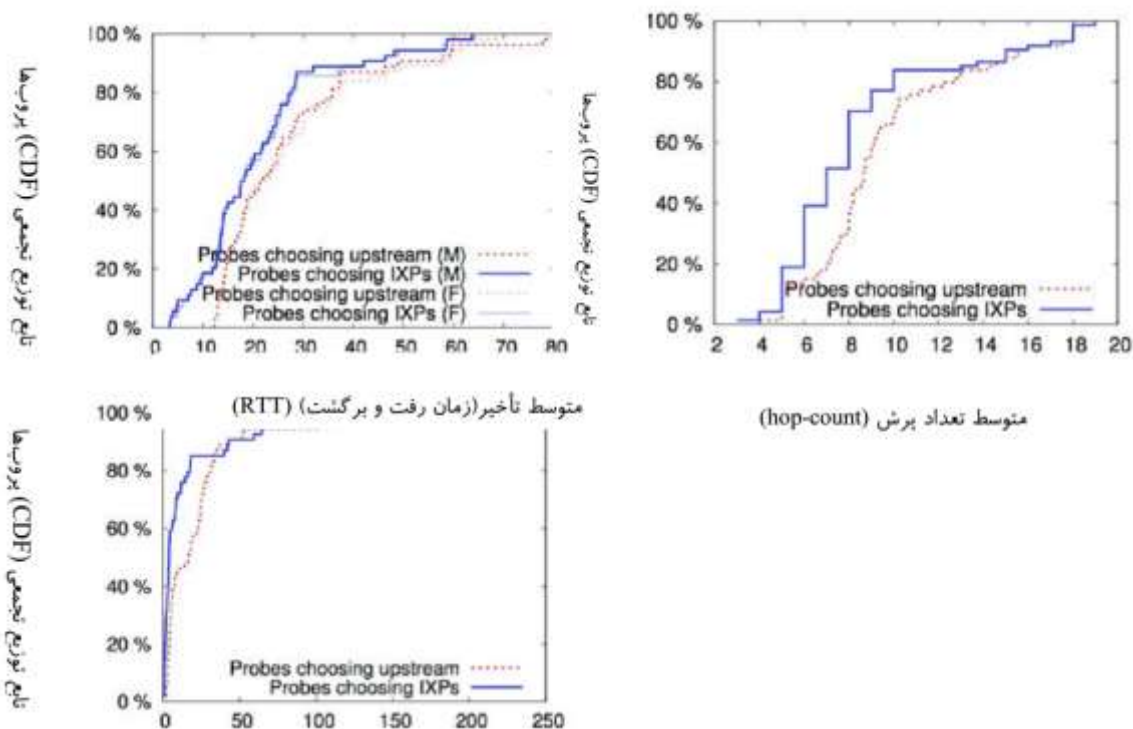 100 %
80 %
60 %
40 %
20 %
0 %
تابع توزیع تجمعی (CDF) پروب‌ها
Probes choosing upstream (M)
Probes choosing IXPs (M)
Probes choosing upstream (F)
Probes choosing IXPs (F)
0 10 20 30 40 50 60 70 80
متوسط تأخیر(زمان رفت و برگشت) (RTT)
100 %
80 %
60 %
40 %
20 %
0 %
تابع توزیع تجمعی (CDF) پروب‌ها
Probes choosing upstream
Probes choosing IXPs
2 4 6 8 10 12 14 16 18 20
متوسط تعداد پرش (hop-count)
100 %
80 %
60 %
40 %
20 %
0 %
تابع توزیع تجمعی (CDF) پروب‌ها
Probes choosing upstream
Probes choosing IXPs
0 50 100 150 200 250